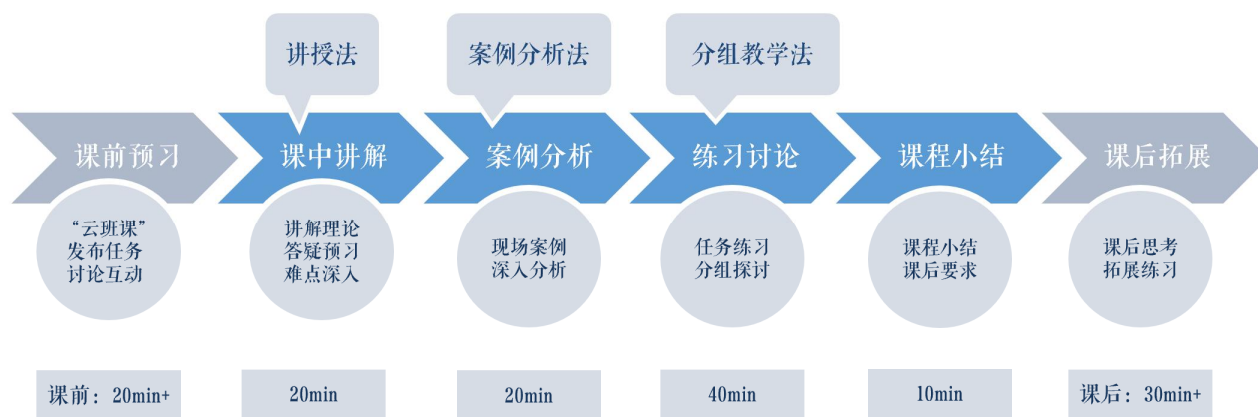 讲授法
案例分析法
分组教学法
课前预习
课中讲解
案例分析
练习讨论
课程小结
课后拓展
“云班课”
发布任务
讨论互动
讲解理论
答疑预习
难点深入
现场案例
深入分析
任务练习
分组探讨
课程小结
课后要求
课后思考
拓展练习
课前：20min+
20min
20min
40min
10min
课后：30min+